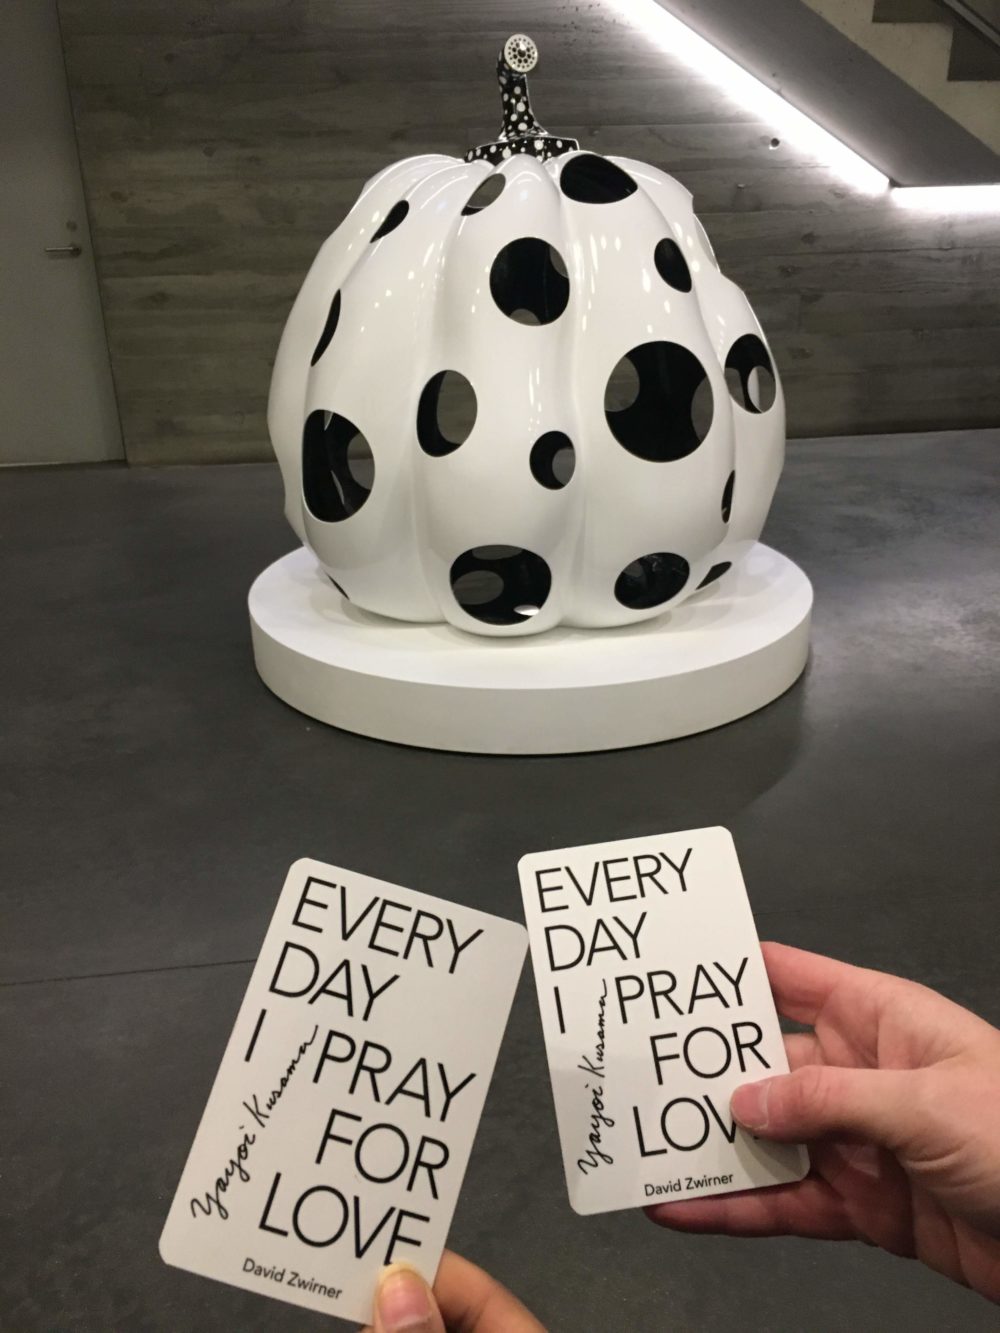 EVERY
DAY
I PRAY
FOR
LOVE
Yayoi Kusama
David Zwirner
EVERY
DAY
I PRAY
FOR
LOV
Yayoi Kusama
David Zwirner